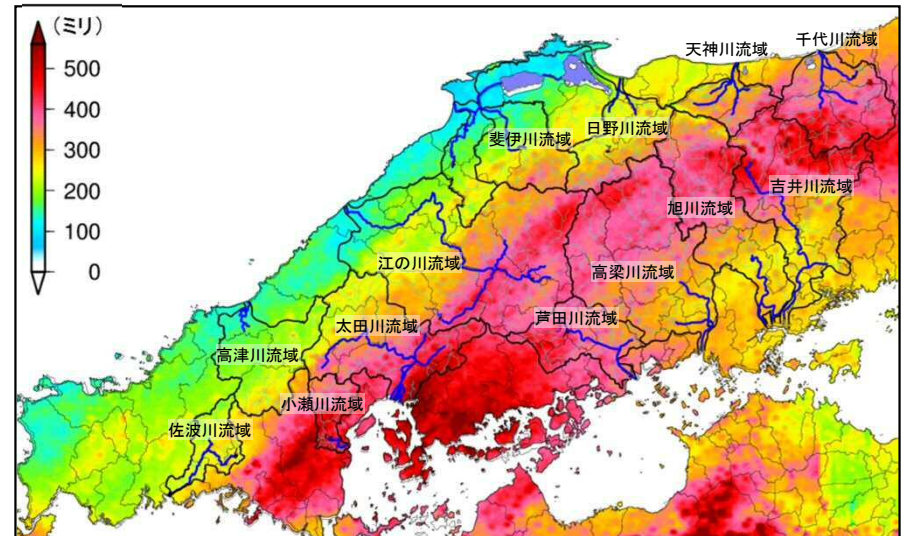 (ミリ)
500
400
300
200
100
0
千代川流域
天神川流域
日野川流域
斐伊川流域
吉井川流域
旭川流域
江の川流域
高梁川流域
芦田川流域
太田川流域
高津川流域
小瀬川流域
佐波川流域